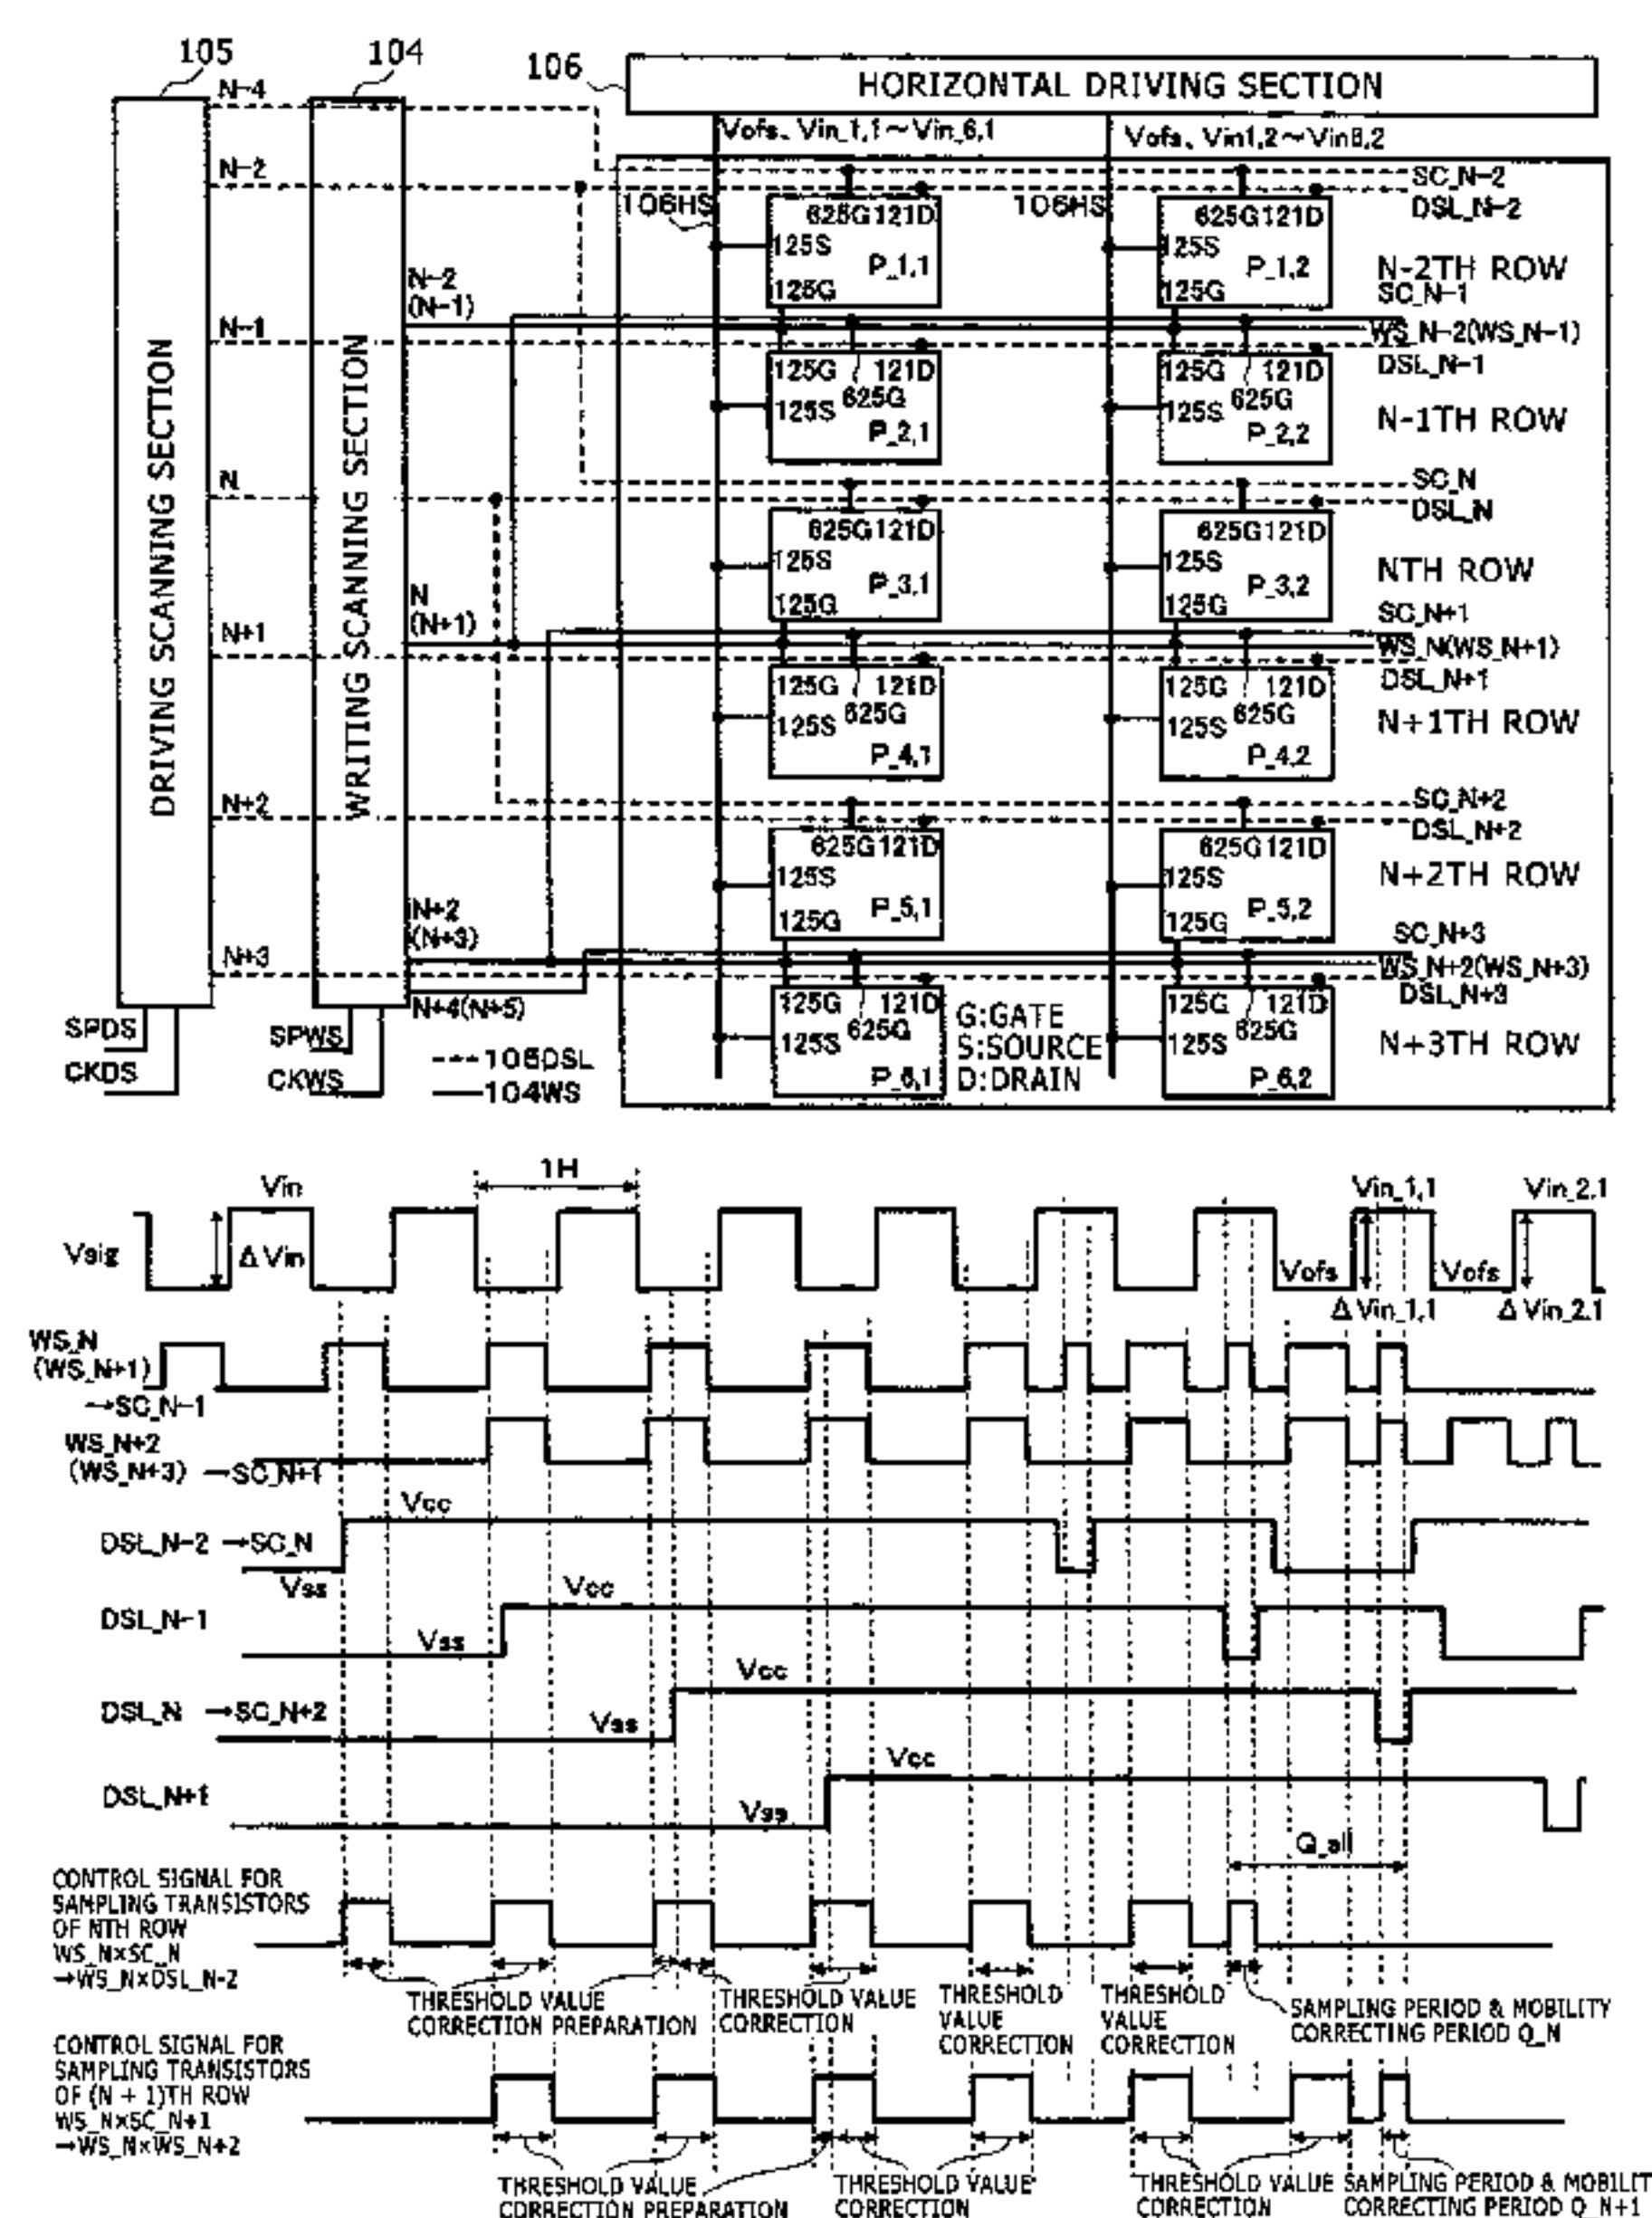 105
104
106
HORIZONTAL DRIVING SECTION
N-4
Vofs、Vin_1,1～Vin_6,1
Vofs、Vin1,2～Vin6,2
N-2
SC_N-2
DSL_N-2
106HS
106HS
625G 121D
125S
P_1,1
125G
625G 121D
125S
P_1,2
125G
N-2TH ROW
SC_N-1
N-2
(N-1)
WS_N-2(WS_N-1)
N-1
DSL_N-1
125G 121D
625G
125S
P_2,1
125G 121D
625G
125S
P_2,2
N-1TH ROW
DRIVING SCANNING SECTION
WRITING SCANNING SECTION
N
SC_N
DSL_N
625G 121D
125S
P_3,1
125G
625G 121D
125S
P_3,2
125G
NTH ROW
SC_N+1
N
(N+1)
WS_N(WS_N+1)
N+1
DSL_N+1
125G 121D
625G
125S
P_4,1
125G 121D
625G
125S
P_4,2
N+1TH ROW
N+2
SC_N+2
DSL_N+2
625G 121D
125S
P_5,1
125G
625G 121D
125S
P_5,2
125G
N+2TH ROW
N+2
(N+3)
SC_N+3
WS_N+2(WS_N+3)
N+3
DSL_N+3
N+4(N+5)
125G 121D
625G
125S
P_6,1
125G 121D
625G
125S
P_6,2
N+3TH ROW
G:GATE
S:SOURCE
D:DRAIN
SPDS
CKDS
SPWS
CKWS
105DSL
104WS
1H
Vin
Vin_1,1
Vin_2,1
Vsig
ΔVin
Vofs
Vofs
ΔVin_1,1
ΔVin_2,1
WS_N
(WS_N+1)
→SC_N-1
WS_N+2
(WS_N+3) →SC_N+1
Vcc
DSL_N-2 →SC_N
Vss
Vcc
DSL_N-1
Vss
Vcc
DSL_N →SC_N+2
Vss
Vcc
DSL_N+1
Vss
Q_all
CONTROL SIGNAL FOR
SAMPLING TRANSISTORS
OF NTH ROW
WS_N×SC_N
→WS_N×DSL_N-2
THRESHOLD VALUE
CORRECTION PREPARATION
THRESHOLD VALUE
CORRECTION
THRESHOLD
VALUE
CORRECTION
THRESHOLD
VALUE
CORRECTION
SAMPLING PERIOD & MOBILITY
CORRECTING PERIOD Q_N
CONTROL SIGNAL FOR
SAMPLING TRANSISTORS
OF (N + 1)TH ROW
WS_N×SC_N+1
→WS_N×WS_N+2
THRESHOLD VALUE
CORRECTION PREPARATION
THRESHOLD VALUE
CORRECTION
THRESHOLD VALUE
CORRECTION
SAMPLING PERIOD & MOBILIT
CORRECTING PERIOD Q_N+1